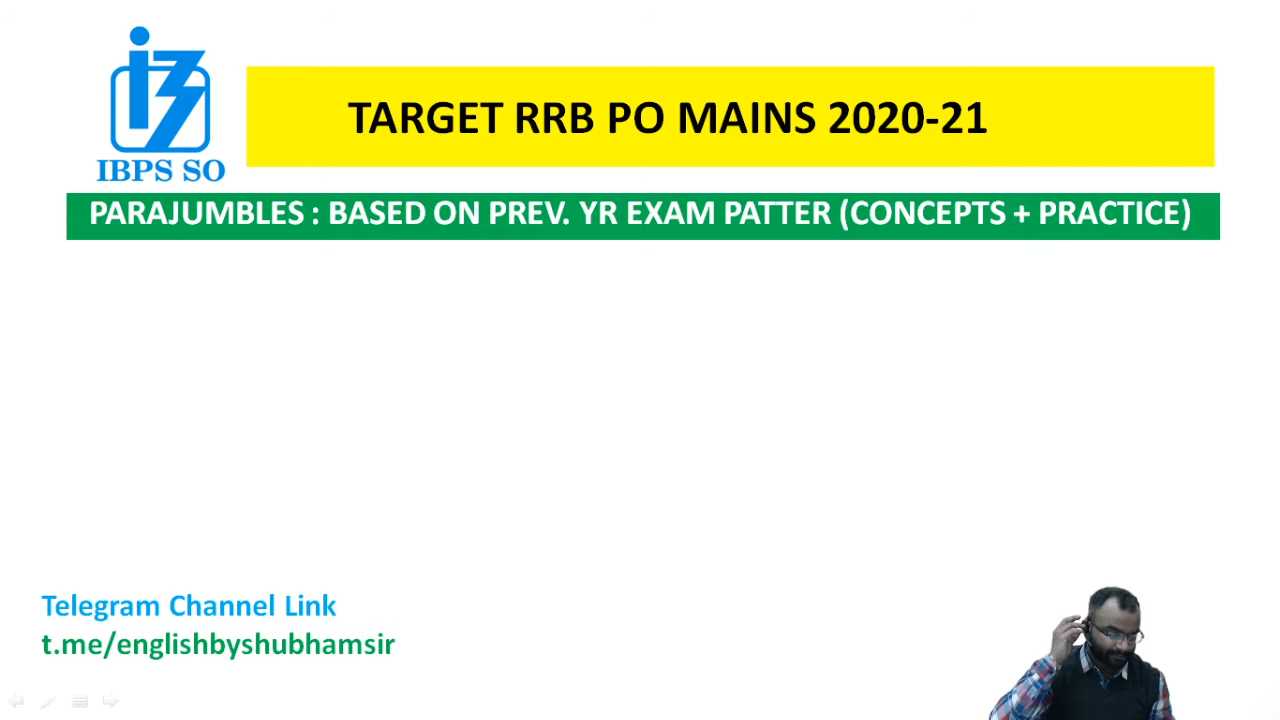 IBPS SO
TARGET RRB PO MAINS 2020-21
PARAJUMBLES : BASED ON PREV. YR EXAM PATTER (CONCEPTS + PRACTICE)
Telegram Channel Link
t.me/englishbyshubhamsir